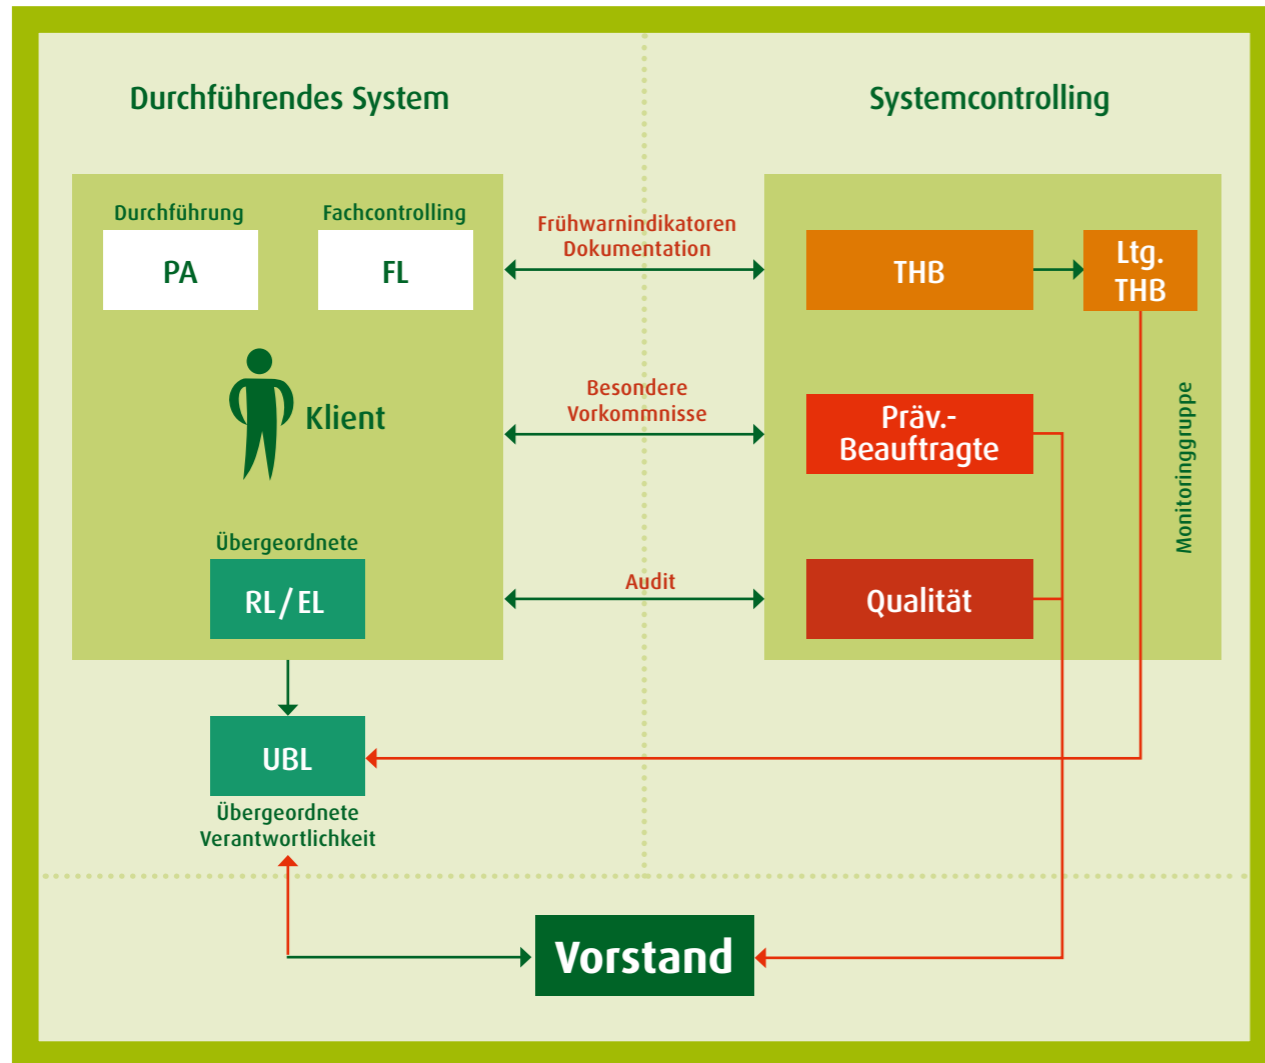 Durchführendes System
Systemcontrolling
Durchführung
PA
Fachcontrolling
FL
Klient
Übergeordnete
RL/EL
UBL
Übergeordnete
Verantwortlichkeit
Frühwarnindikatoren
Dokumentation
Besondere
Vorkommnisse
Audit
THB
Ltg.
THB
Präv.-
Beauftragte
Qualität
Monitoringgruppe
Vorstand